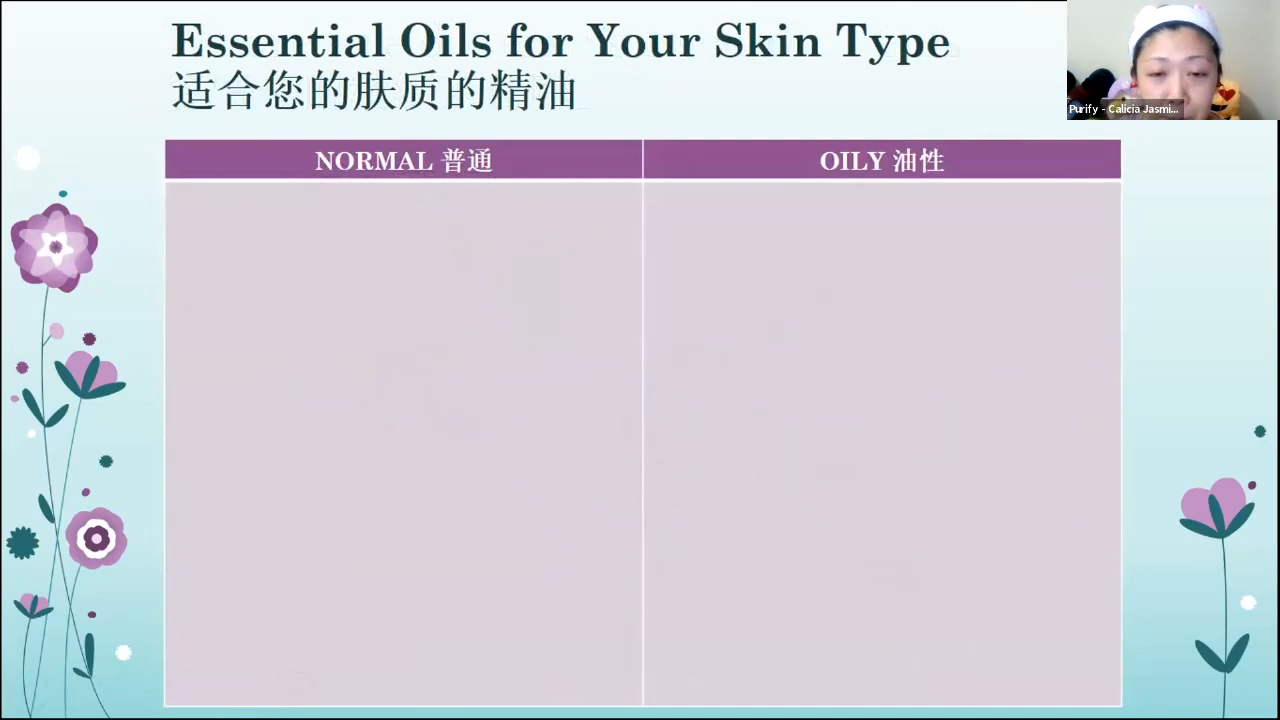 Essential Oils for Your Skin Type
适合您的肤质的精油
Purify - Calicia Jasmi...
NORMAL 普通
OILY 油性